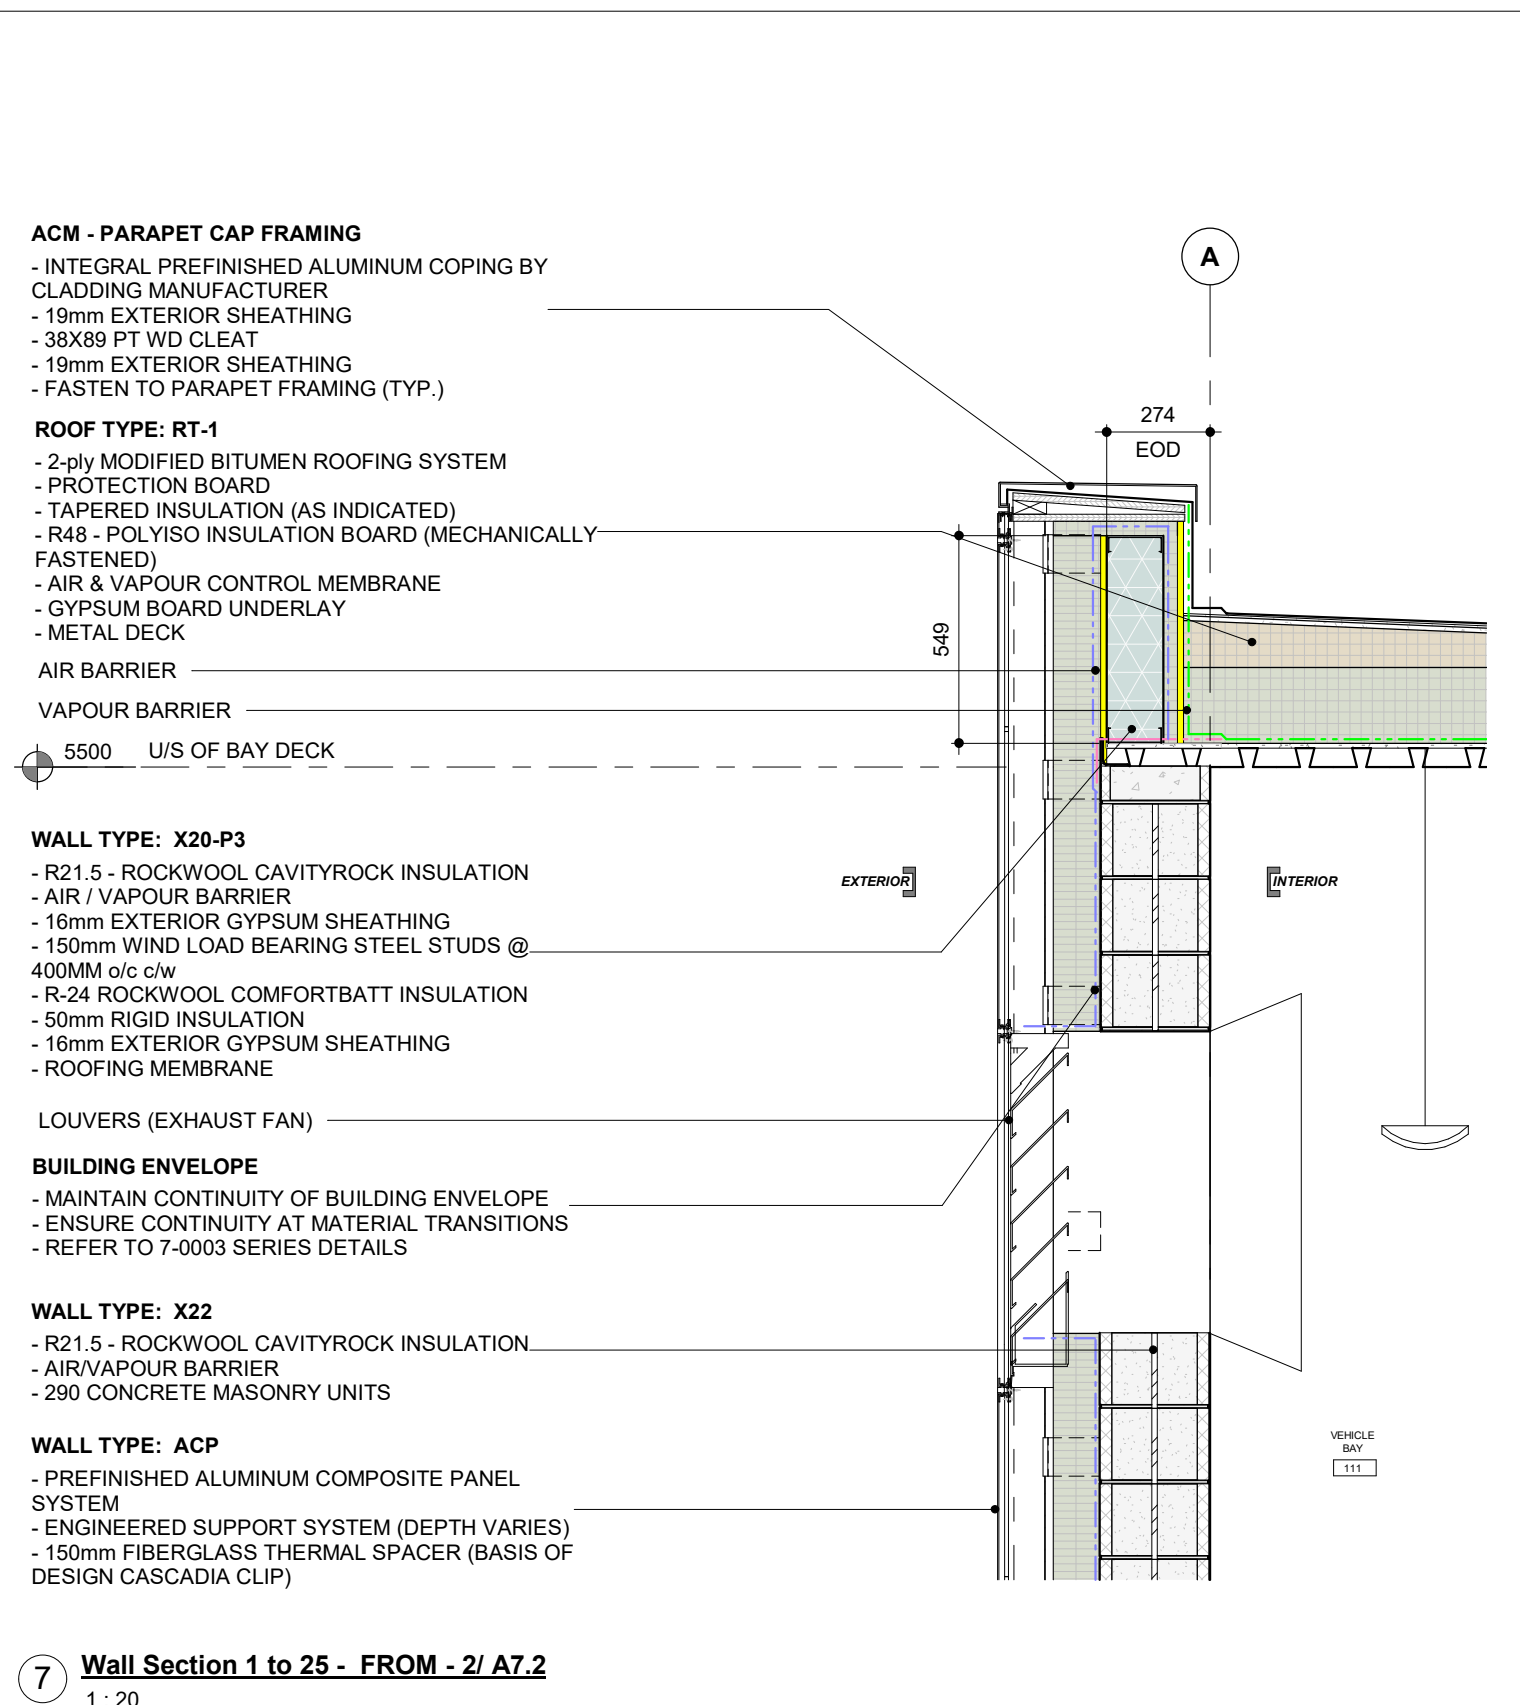 ACM - PARAPET CAP FRAMING
- INTEGRAL PREFINISHED ALUMINUM COPING BY
CLADDING MANUFACTURER
- 19mm EXTERIOR SHEATHING
- 38X89 PT WD CLEAT
- 19mm EXTERIOR SHEATHING
- FASTEN TO PARAPET FRAMING (TYP.)
ROOF TYPE: RT-1
- 2-ply MODIFIED BITUMEN ROOFING SYSTEM
- PROTECTION BOARD
- TAPERED INSULATION (AS INDICATED)
- R48 - POLYISO INSULATION BOARD (MECHANICALLY
FASTENED)
- AIR & VAPOUR CONTROL MEMBRANE
- GYPSUM BOARD UNDERLAY
- METAL DECK
AIR BARRIER
VAPOUR BARRIER
5500 U/S OF BAY DECK
WALL TYPE: X20-P3
- R21.5 - ROCKWOOL CAVITYROCK INSULATION
- AIR / VAPOUR BARRIER
- 16mm EXTERIOR GYPSUM SHEATHING
- 150mm WIND LOAD BEARING STEEL STUDS @
400MM o/c c/w
- R-24 ROCKWOOL COMFORTBATT INSULATION
- 50mm RIGID INSULATION
- 16mm EXTERIOR GYPSUM SHEATHING
- ROOFING MEMBRANE
LOUVERS (EXHAUST FAN)
BUILDING ENVELOPE
- MAINTAIN CONTINUITY OF BUILDING ENVELOPE
- ENSURE CONTINUITY AT MATERIAL TRANSITIONS
- REFER TO 7-0003 SERIES DETAILS
WALL TYPE: X22
- R21.5 - ROCKWOOL CAVITYROCK INSULATION
- AIR/VAPOUR BARRIER
- 290 CONCRETE MASONRY UNITS
WALL TYPE: ACP
- PREFINISHED ALUMINUM COMPOSITE PANEL
SYSTEM
- ENGINEERED SUPPORT SYSTEM (DEPTH VARIES)
- 150mm FIBERGLASS THERMAL SPACER (BASIS OF
DESIGN CASCADIA CLIP)
A
274
EOD
549
EXTERIOR
INTERIOR
VEHICLE
BAY
111
7 Wall Section 1 to 25 - FROM - 2/ A7.2
1 : 20